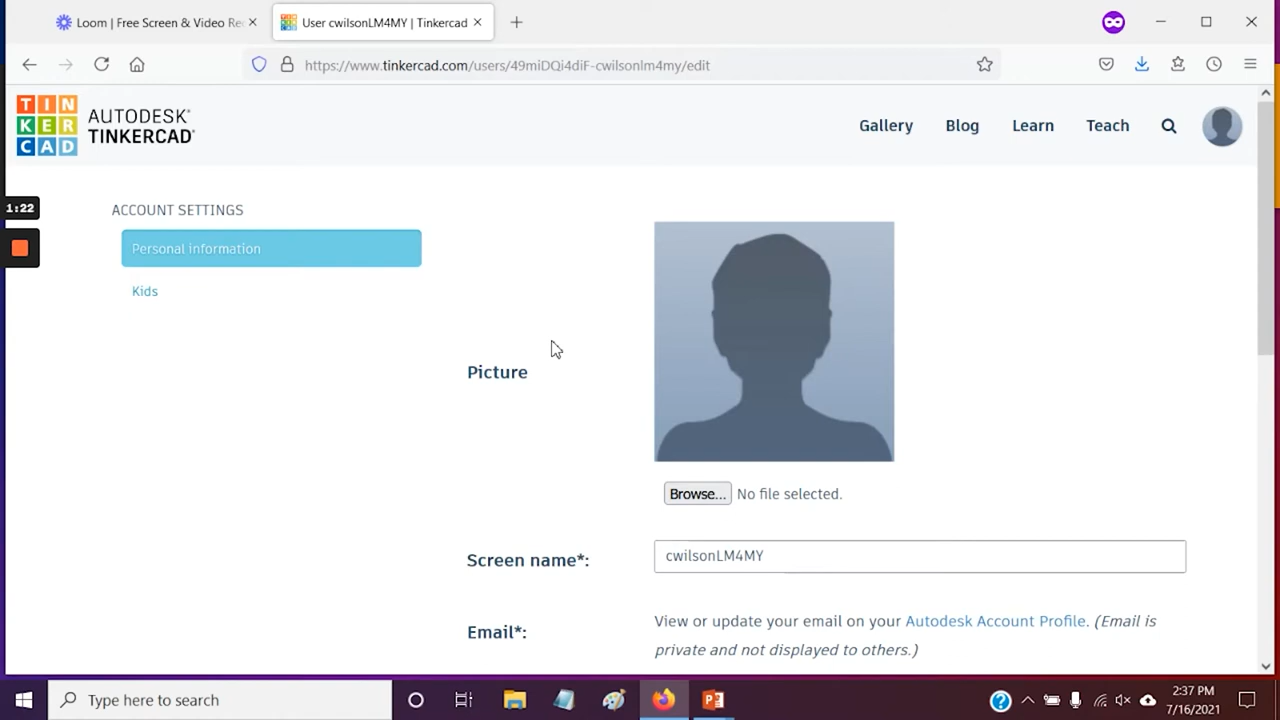 Loom | Free Screen & Video Re
User cwilsonLM4MY | Tinkercad
https://www.tinkercad.com/users/49miDQi4diF-cwilsonlm4my/edit
TIN
KER
CAD
AUTODESK
TINKERCAD
Gallery
Blog
Learn
Teach
1:22
ACCOUNT SETTINGS
Personal information
Kids
Picture
Browse... No file selected.
Screen name*:
cwilsonLM4MY
Email*:
View or update your email on your Autodesk Account Profile. (Email is
private and not displayed to others.)
Type here to search
2:37 PM
7/16/2021